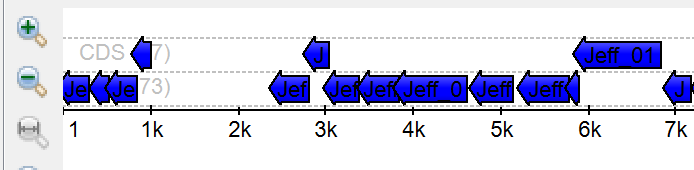 CDS 7)
Jeff_01
J
Je Je 73) Jef Jef Jeff Jeff_0 Jeff Jeff J
1 1k 2k 3k 4k 5k 6k 7k